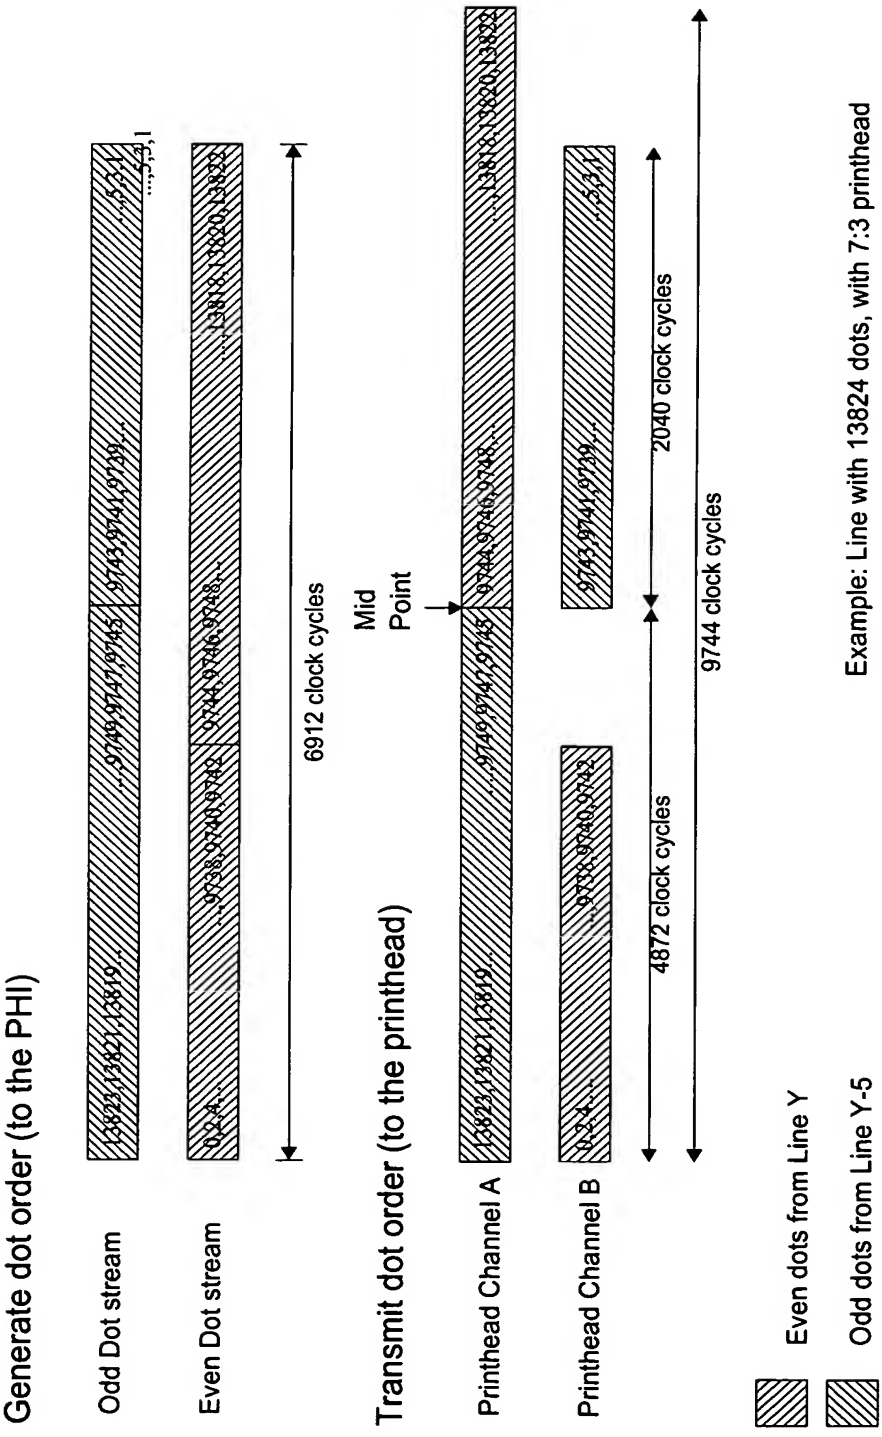 Generate dot order (to the PHI)
Odd Dot stream
13823,13821,13819...
...,9749,9747,9745
9743,9741,9739,...
...,5,3,1
...,5,3,1
Even Dot stream
0,2,4,...
...,9738,9740,9742
9744,9746,9748,...
...,13818,13820,13822
6912 clock cycles
Transmit dot order (to the printhead)
Mid
Point
Printhead Channel A
13823,13821,13819...
...,9749,9747,9745
9744,9746,9748,...
...,13818,13820,13822
Printhead Channel B
0,2,4,...
...,9738,9740,9742
9743,9741,9739,...
...,5,3,1
4872 clock cycles
2040 clock cycles
9744 clock cycles
Even dots from Line Y
Odd dots from Line Y-5
Example: Line with 13824 dots, with 7:3 printhead